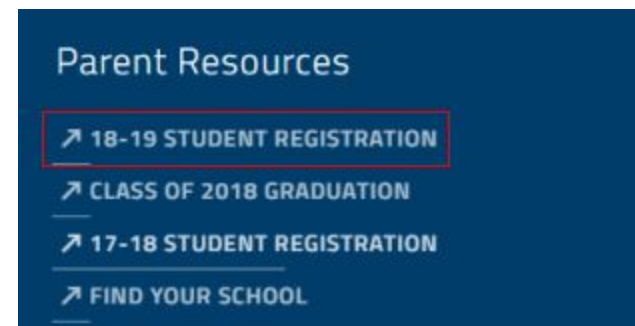 Parent Resources
18-19 STUDENT REGISTRATION
CLASS OF 2018 GRADUATION
17-18 STUDENT REGISTRATION
FIND YOUR SCHOOL